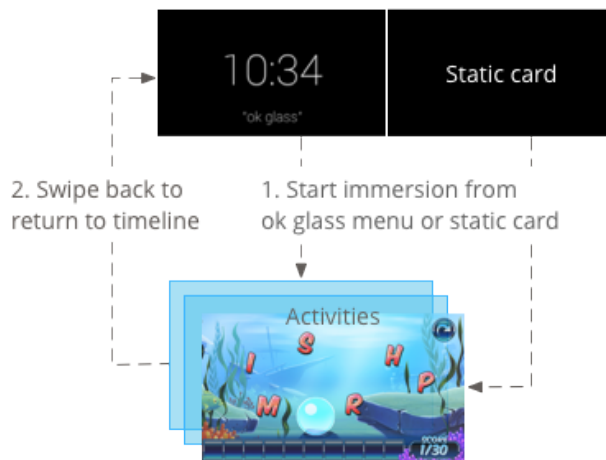 10:34
"ok glass"
Static card
2. Swipe back to
return to timeline
1. Start immersion from
ok glass menu or static card
Activities
I S H P
M R
SCORE
1/30